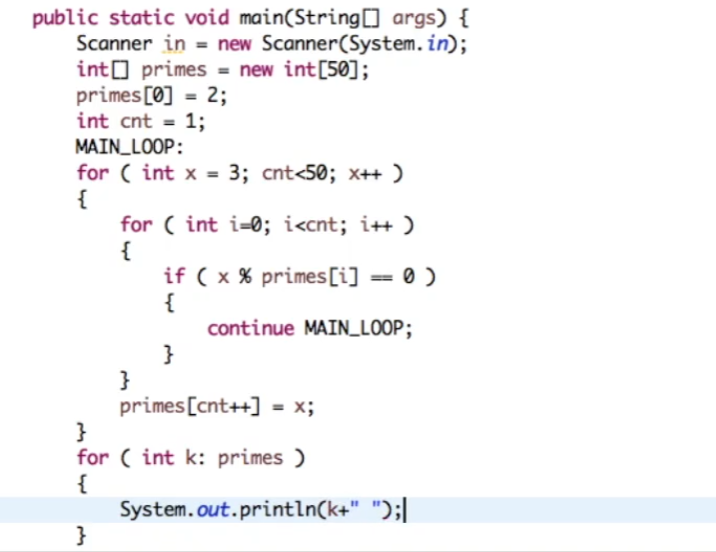 public static void main(String[] args) {
Scanner in = new Scanner(System.in);
int[] primes = new int[50];
primes[0] = 2;
int cnt = 1;
MAIN_LOOP:
for ( int x = 3; cnt<50; x++ )
{
for ( int i=0; i<cnt; i++ )
{
if ( x % primes[i] == 0 )
{
continue MAIN_LOOP;
}
}
primes[cnt++] = x;
}
for ( int k: primes )
{
System.out.println(k+" ");
}